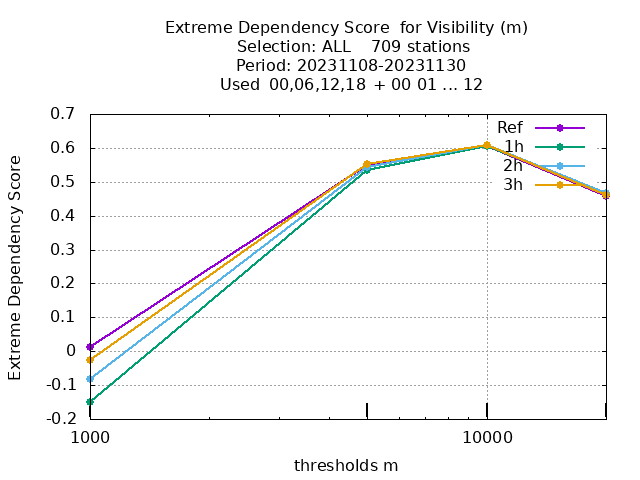 Extreme Dependency Score for Visibility (m)
Selection: ALL 709 stations
Period: 20231108-20231130
Used 00,06,12,18 + 00 01 ... 12
0.7
0.6
0.5
0.4
0.3
0.2
0.1
0
-0.1
-0.2
Extreme Dependency Score
Ref
1h
2h
3h
1000
10000
thresholds m